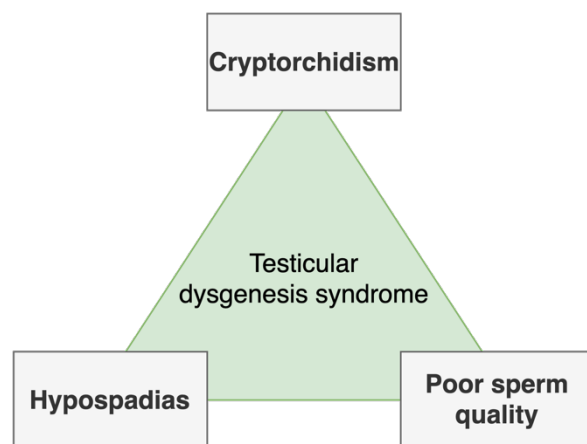 Cryptorchidism
Testicular
dysgenesis syndrome
Hypospadias
Poor sperm
quality